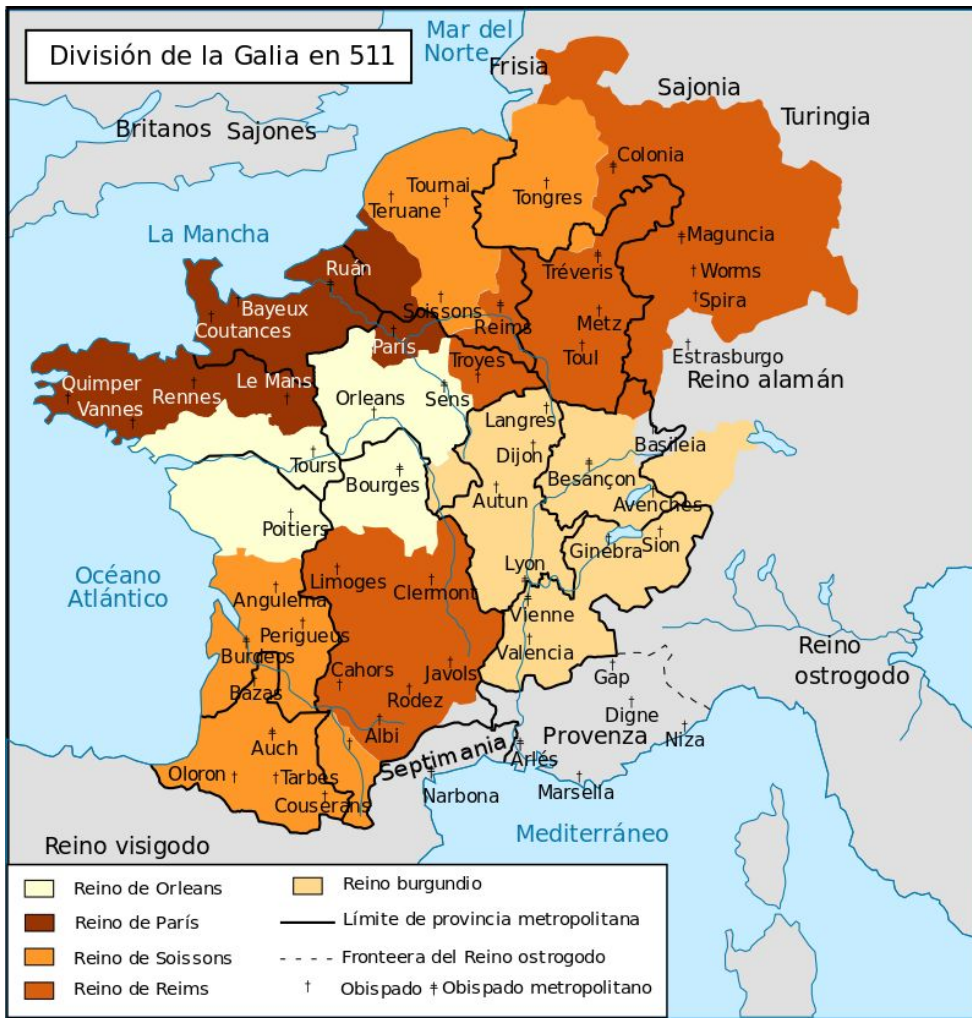 División de la Galia en 511
Mar del
Norte
Frisia
Sajonia
Turingia
Britanos
Sajones
Colonia
Tournai
Teruane
Tongres
La Mancha
Maguncia
Ruán
Tréveris
Worms
Bayeux
Spira
Coutances
Soissons
Reims
Metz
París
Troyes
Toul
Estrasburgo
Reino alamán
Quimper
Rennes
Le Mans
Vannes
Orleans
Sens
Langres
Basileia
Tours
Dijon
Bourges
Besançon
Autun
Avenches
Poitiers
Ginebra
Sion
Lyon
Océano
Atlántico
Limoges
Clermont
Angulema
Vienne
Perigueus
Burdeos
Valencia
Reino
ostrogodo
Cahors
Javols
Gap
Bazas
Rodez
Digne
Albi
Provenza
Niza
Auch
Septimania
Arlés
Oloron
Tarbes
Couserans
Narbona
Marsella
Mediterráneo
Reino visigodo
Reino de Orleans
Reino de París
Reino de Soissons
Reino de Reims
Reino burgundio
Límite de provincia metropolitana
Fronteera del Reino ostrogodo
† Obispado ‡ Obispado metropolitano